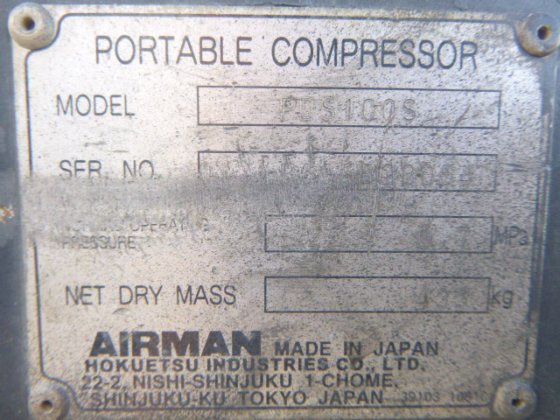 PORTABLE COMPRESSOR
MODEL PDS100S
SER. NO.
PRESSURE MPa
NET DRY MASS kg
AIRMAN MADE IN JAPAN
HOKUETSU INDUSTRIES CO., LTD.
22-2, NISHI-SHINJUKU 1-CHOME,
SHINJUKU-KU TOKYO JAPAN